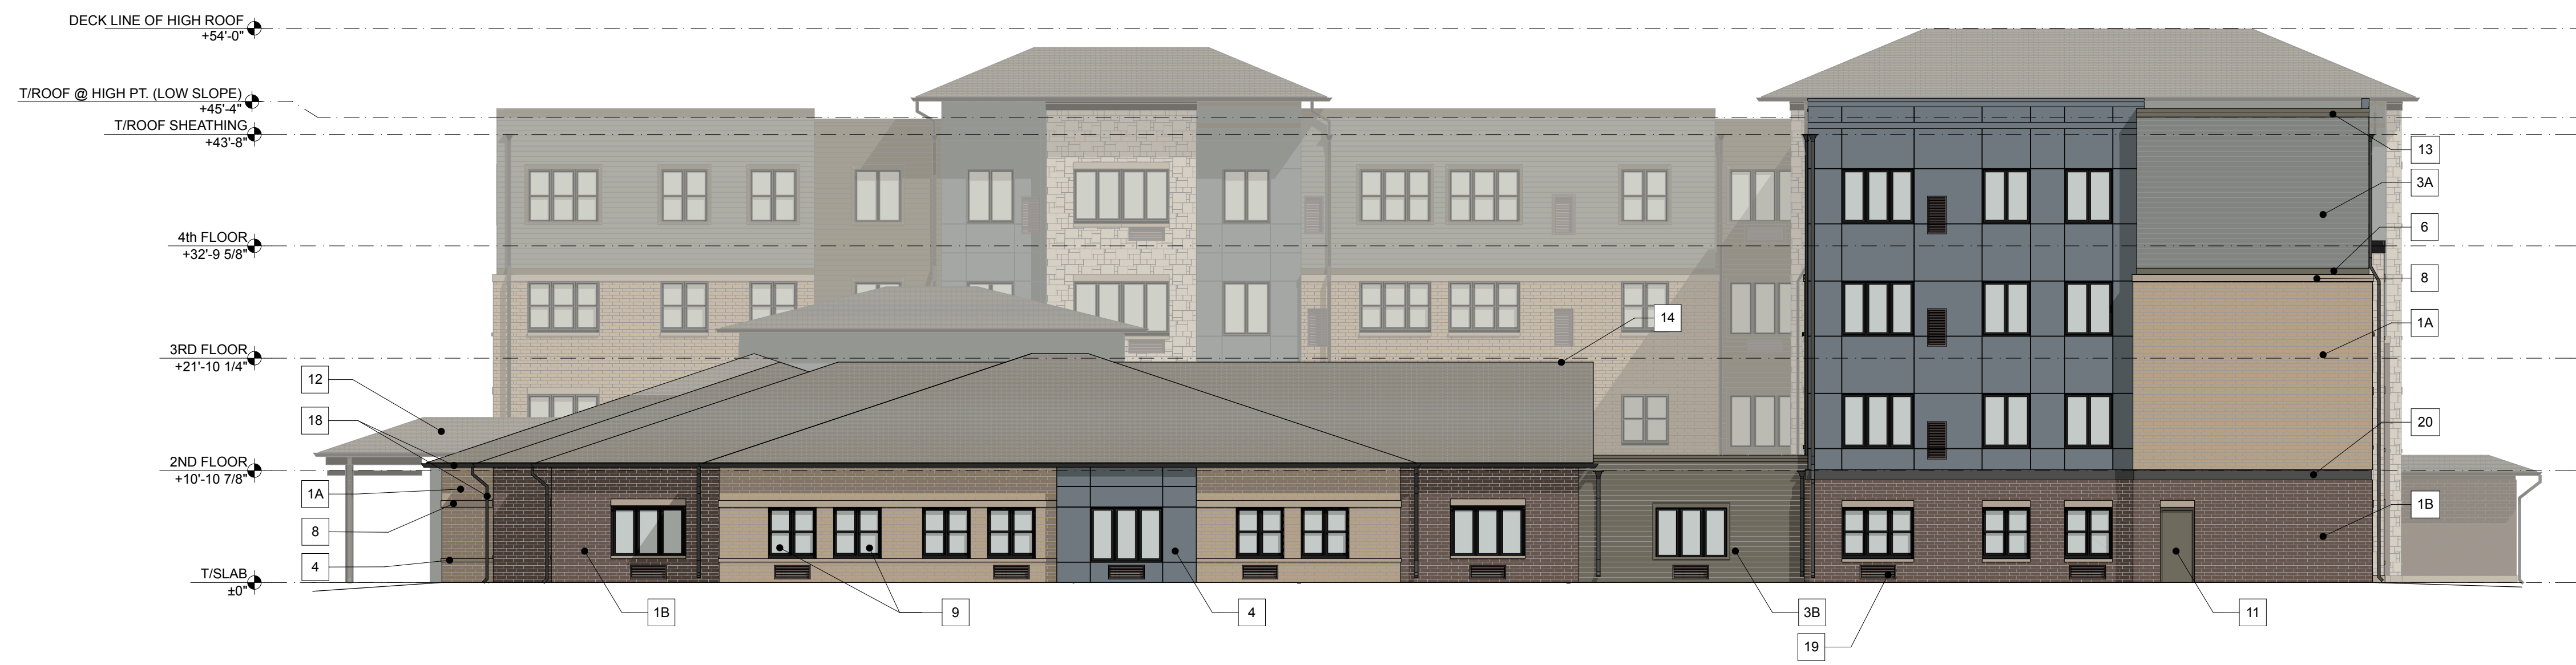 DECK LINE OF HIGH ROOF
+54'-0"
T/ROOF @ HIGH PT. (LOW SLOPE)
+45'-4"
T/ROOF SHEATHING
+43'-8"
13
3A
6
4th FLOOR
+32'-9 5/8"
8
14
1A
3RD FLOOR
+21'-10 1/4"
12
18
20
2ND FLOOR
+10'-10 7/8"
1A
1B
8
4
T/SLAB
±0"
1B
9
4
3B
11
19